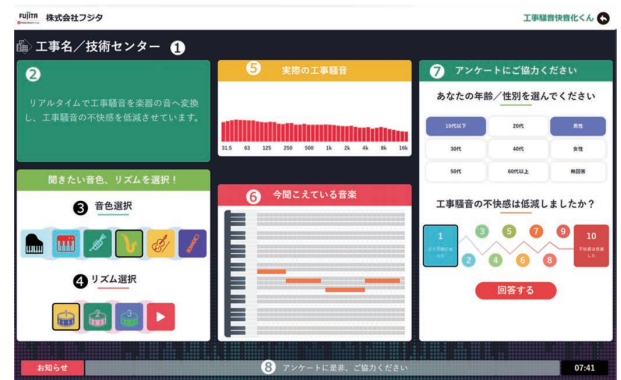 FUJITA 株式会社フジタ
工事騒音快音化くん
工事名／技術センター ❶
❷
リアルタイムで工事騒音を楽器の音へ変換
し、工事騒音の不快感を低減させています。
聞きたい音色、リズムを選択！
❸ 音色選択
❹ リズム選択
1 2 3
❺ 実際の工事騒音
31.5 63 125 250 500 1k 2k 4k 8k 16k
❻ 今聞こえている音楽
❼ アンケートにご協力ください
あなたの年齢／性別を選んでください
10代以下 20代 男性
30代 40代 女性
50代 60代以上 無回答
工事騒音の不快感は低減しましたか？
1 2 3 4 5 6 7 8 9 10
回答する
お知らせ
❽ アンケートに是非、ご協力ください
07:41